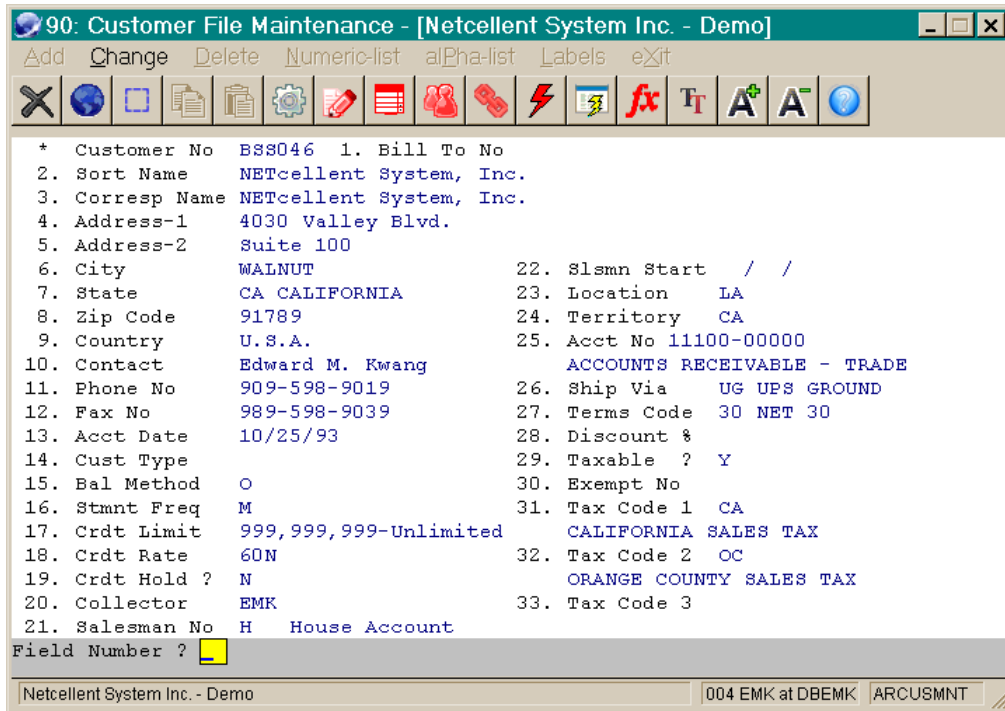 90: Customer File Maintenance - [Netcellent System Inc. - Demo]
Add Change Delete Numeric-list alPha-list Labels eXit
fx TT A+ A- ?
* Customer No BSS046 1. Bill To No
2. Sort Name NETcellent System, Inc.
3. Corresp Name NETcellent System, Inc.
4. Address-1 4030 Valley Blvd.
5. Address-2 Suite 100
6. City WALNUT 22. Slsmn Start / /
7. State CA CALIFORNIA 23. Location LA
8. Zip Code 91789 24. Territory CA
9. Country U.S.A. 25. Acct No 11100-00000
10. Contact Edward M. Kwang ACCOUNTS RECEIVABLE - TRADE
11. Phone No 909-598-9019 26. Ship Via UG UPS GROUND
12. Fax No 989-598-9039 27. Terms Code 30 NET 30
13. Acct Date 10/25/93 28. Discount %
14. Cust Type 29. Taxable ? Y
15. Bal Method O 30. Exempt No
16. Stmnt Freq M 31. Tax Code 1 CA
17. Crdt Limit 999,999,999-Unlimited CALIFORNIA SALES TAX
18. Crdt Rate 60N 32. Tax Code 2 OC
19. Crdt Hold ? N ORANGE COUNTY SALES TAX
20. Collector EMK 33. Tax Code 3
21. Salesman No H House Account
Field Number ?
Netcellent System Inc. - Demo 004 EMK at DBEMK ARCUSMNT